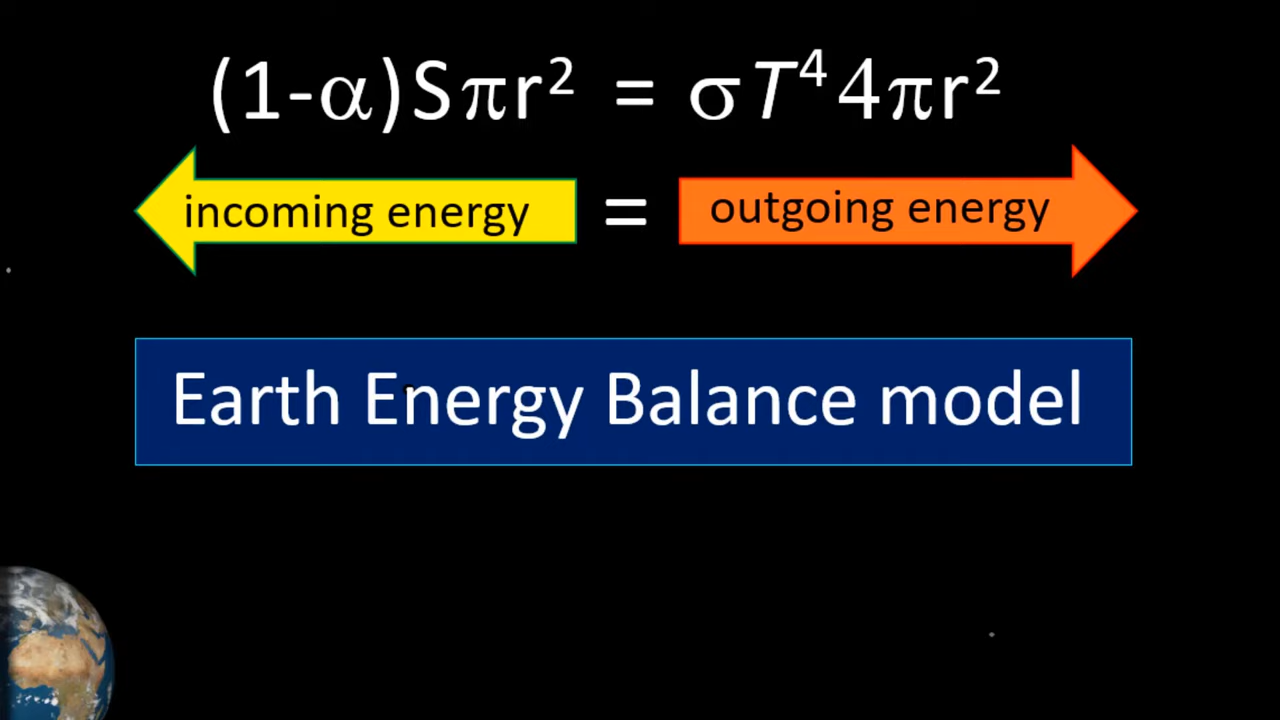 (1-α)Sπr² = σT⁴4πr²
incoming energy = outgoing energy
Earth Energy Balance model